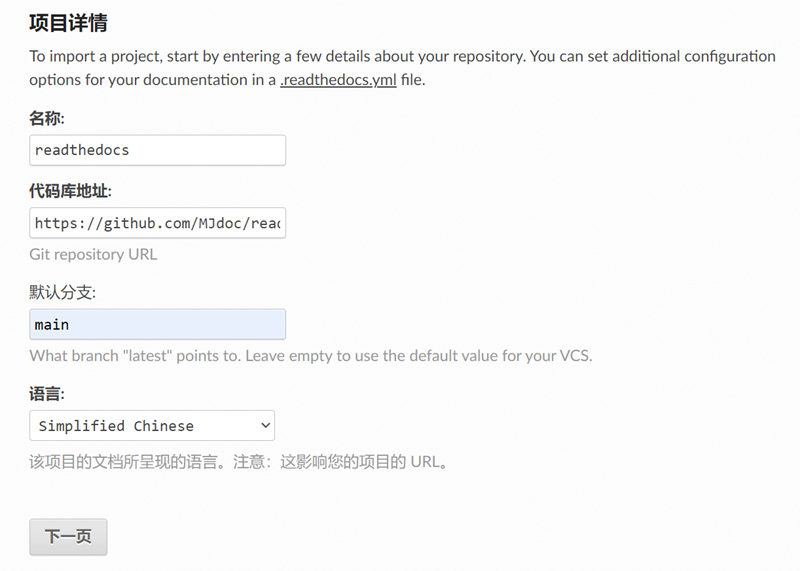 项目详情
To import a project, start by entering a few details about your repository. You can set additional configuration
options for your documentation in a .readthedocs.yml file.
名称:
readthedocs
代码库地址:
https://github.com/MJdoc/read
Git repository URL
默认分支:
main
What branch "latest" points to. Leave empty to use the default value for your VCS.
语言:
Simplified Chinese
该项目的文档所呈现的语言。注意：这影响您的项目的 URL。
下一页